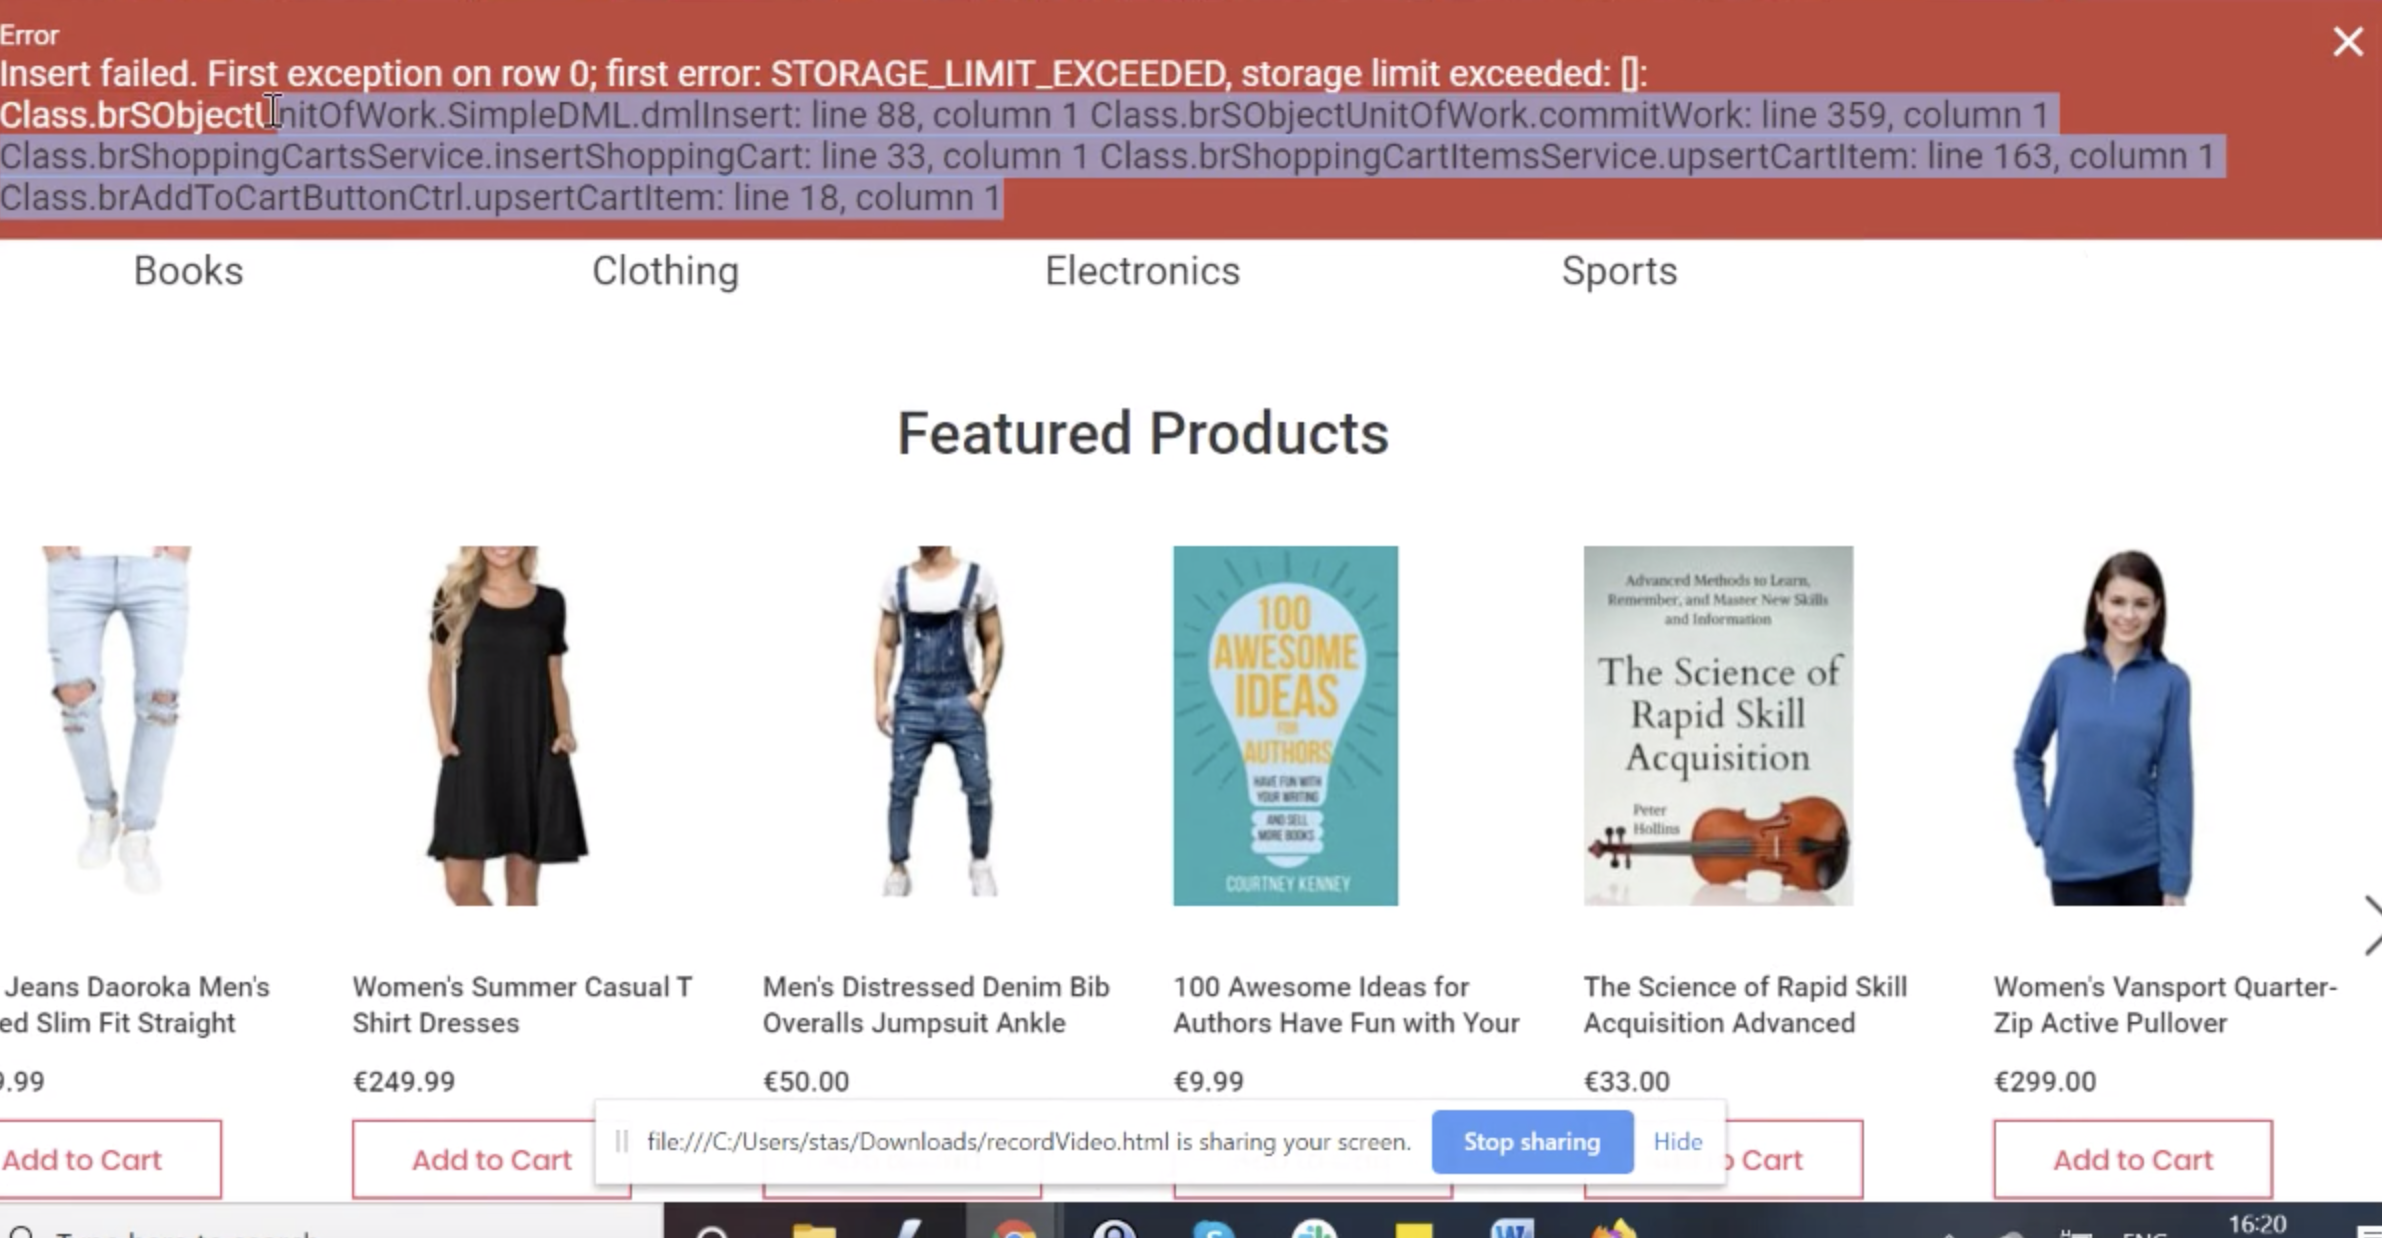 Error
Insert failed. First exception on row 0; first error: STORAGE_LIMIT_EXCEEDED, storage limit exceeded: []:
Class.brSObjectUnitOfWork.SimpleDML.dmlInsert: line 88, column 1 Class.brSObjectUnitOfWork.commitWork: line 359, column 1
Class.brShoppingCartsService.insertShoppingCart: line 33, column 1 Class.brShoppingCartItemsService.upsertCartItem: line 163, column 1
Class.brAddToCartButtonCtrl.upsertCartItem: line 18, column 1
Books Clothing Electronics Sports
Featured Products
100
AWESOME
IDEAS
FOR
AUTHORS
HAVE FUN WITH
YOUR WRITING
AND SELL
MORE BOOKS
COURTNEY KENNEY
Advanced Methods to Learn,
Remember, and Master New Skills
and Information
The Science of
Rapid Skill
Acquisition
Peter
Hollins
Jeans Daoroka Men's
ed Slim Fit Straight
9.99
Add to Cart
Women's Summer Casual T
Shirt Dresses
€249.99
Add to Cart
Men's Distressed Denim Bib
Overalls Jumpsuit Ankle
€50.00
100 Awesome Ideas for
Authors Have Fun with Your
€9.99
The Science of Rapid Skill
Acquisition Advanced
€33.00
Cart
Women's Vansport Quarter-
Zip Active Pullover
€299.00
Add to Cart
file:///C:/Users/stas/Downloads/recordVideo.html is sharing your screen. Stop sharing Hide
16:20